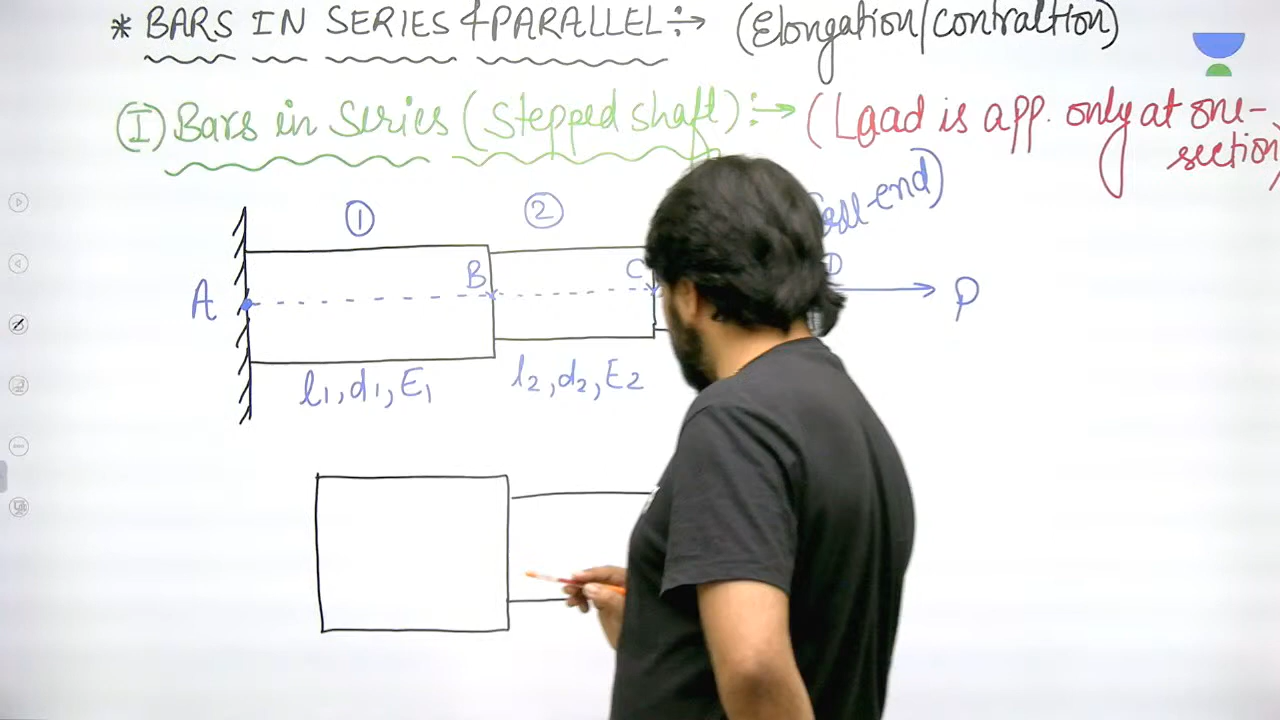 * BARS IN SERIES & PARALLEL :→ (Elongation/contraltion)
(I) Bars in Series (Stepped shaft) :→ (Load is app. only at one-
section)
end)
① ②
A B C D P
l1, d1, E1 l2, d2, E2